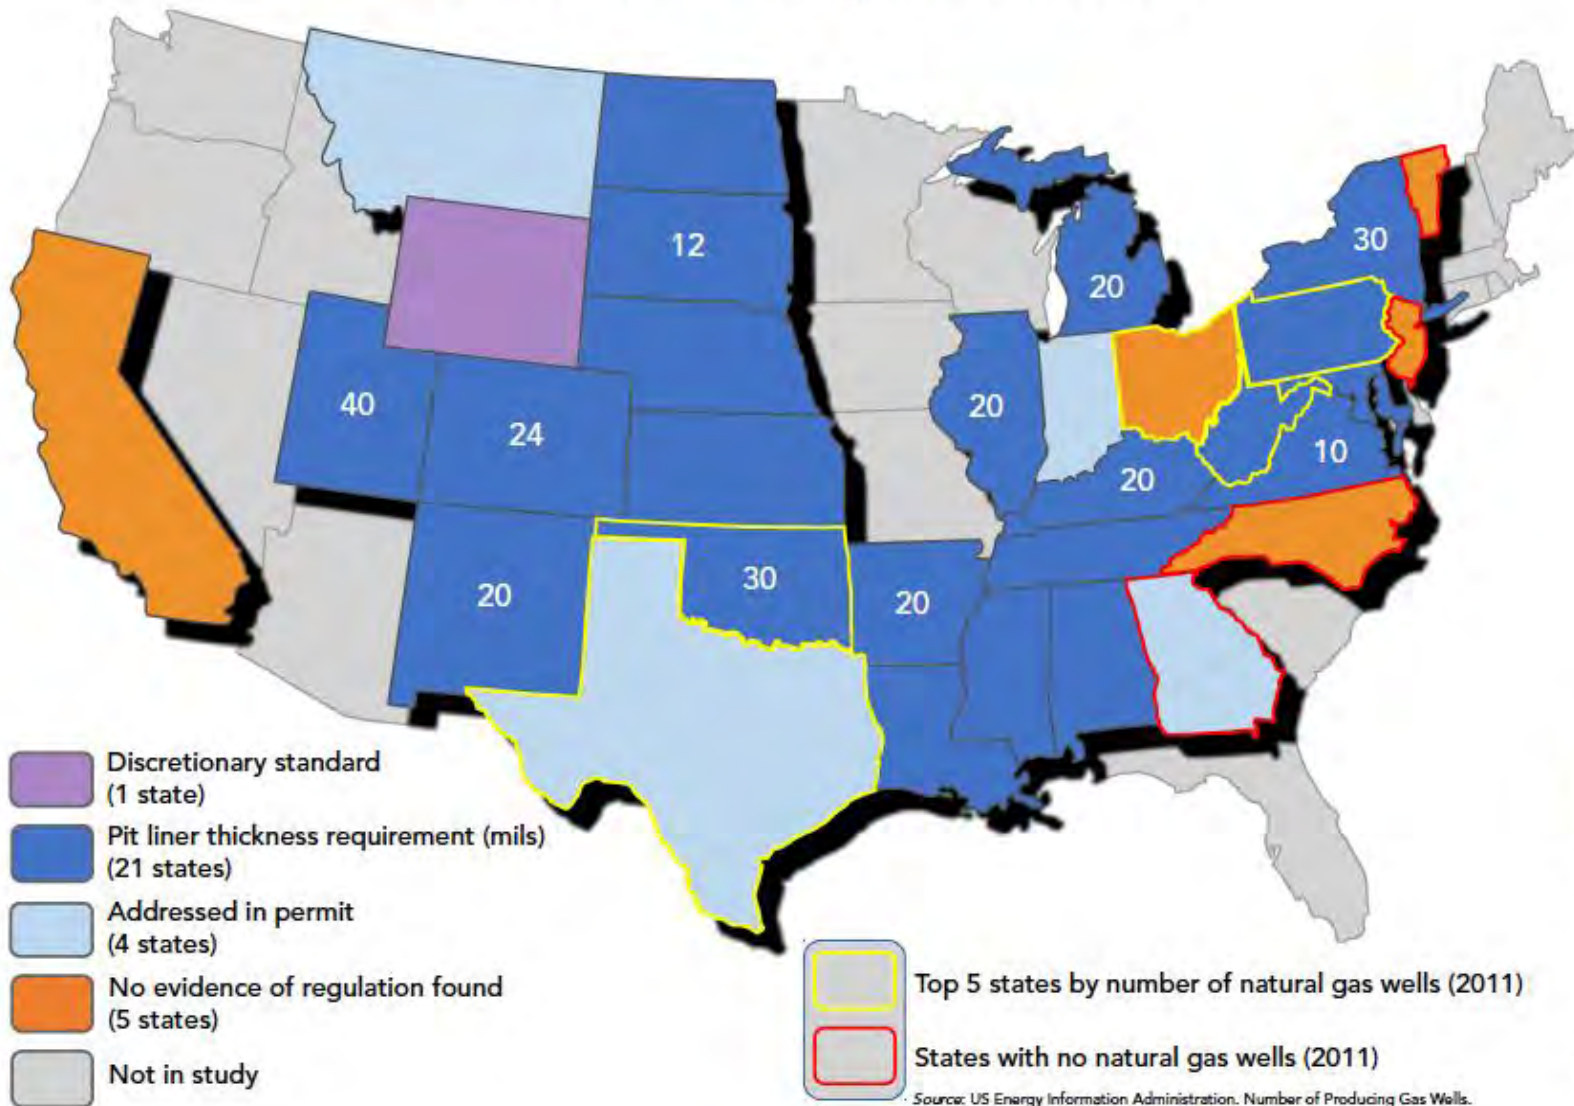 12
30
20
40
24
20
10
20
20
30
20
Discretionary standard
(1 state)
Pit liner thickness requirement (mils)
(21 states)
Addressed in permit
(4 states)
No evidence of regulation found
(5 states)
Not in study
Top 5 states by number of natural gas wells (2011)
States with no natural gas wells (2011)
Source: US Energy Information Administration. Number of Producing Gas Wells.